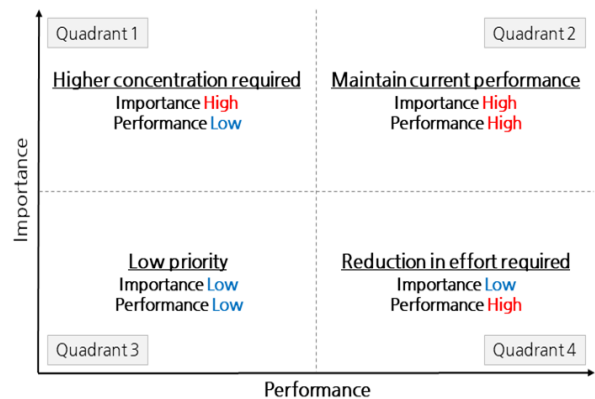 Quadrant 1
Quadrant 2
Higher concentration required
Importance High
Performance Low
Maintain current performance
Importance High
Performance High
Importance
Low priority
Importance Low
Performance Low
Reduction in effort required
Importance Low
Performance High
Quadrant 3
Quadrant 4
Performance